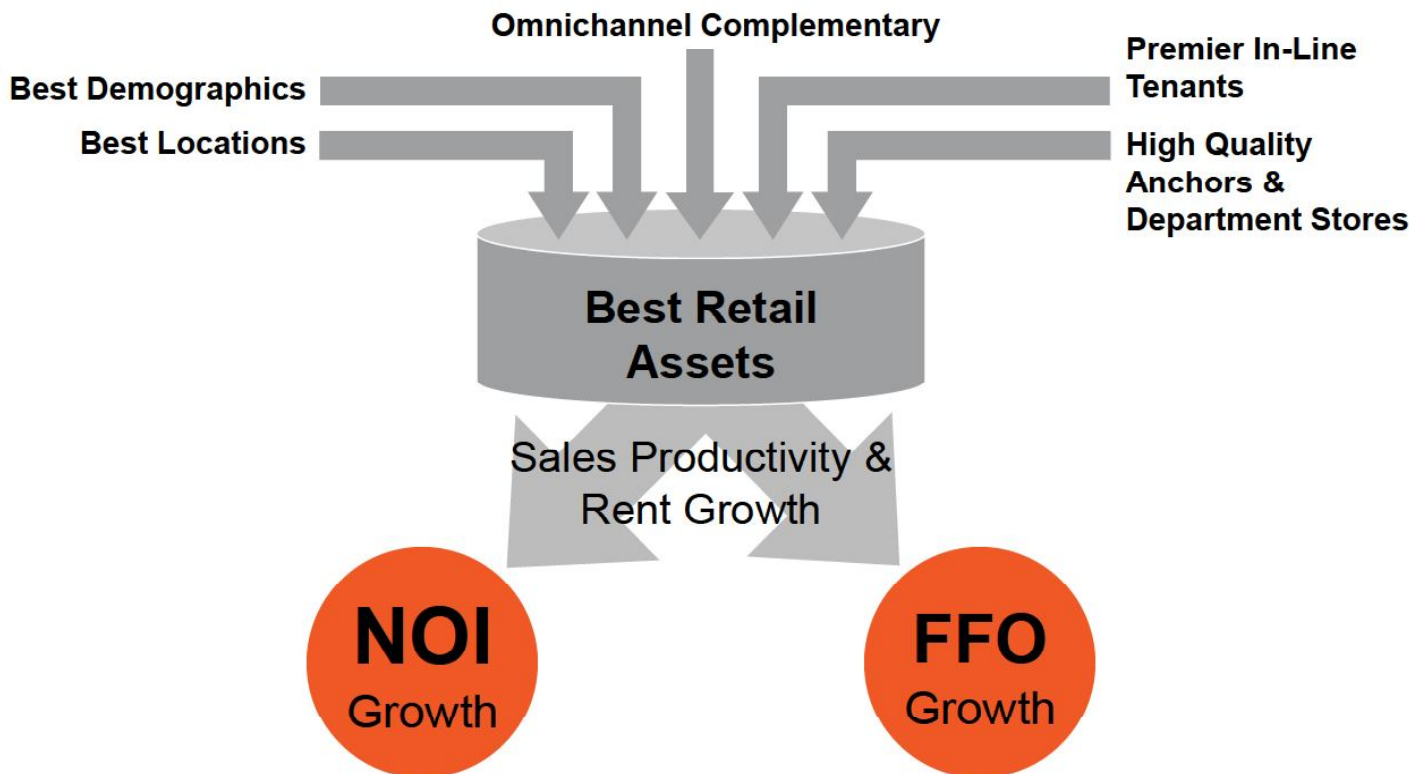 Omnichannel Complementary
Best Demographics
Best Locations
Premier In-Line
Tenants
High Quality
Anchors &
Department Stores
Best Retail
Assets
Sales Productivity &
Rent Growth
NOI
Growth
FFO
Growth